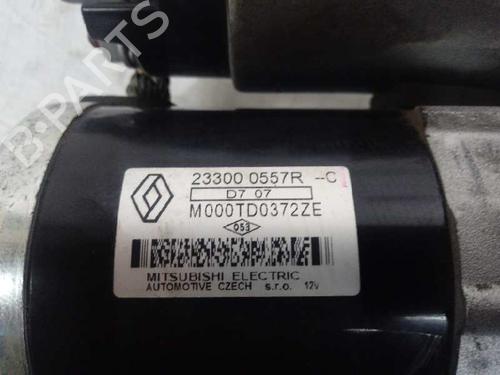 B-PARTS
23300 0557R -C
D7 07
M000TD0372ZE
053
MITSUBISHI ELECTRIC
AUTOMOTIVE CZECH s.r.o. 12V